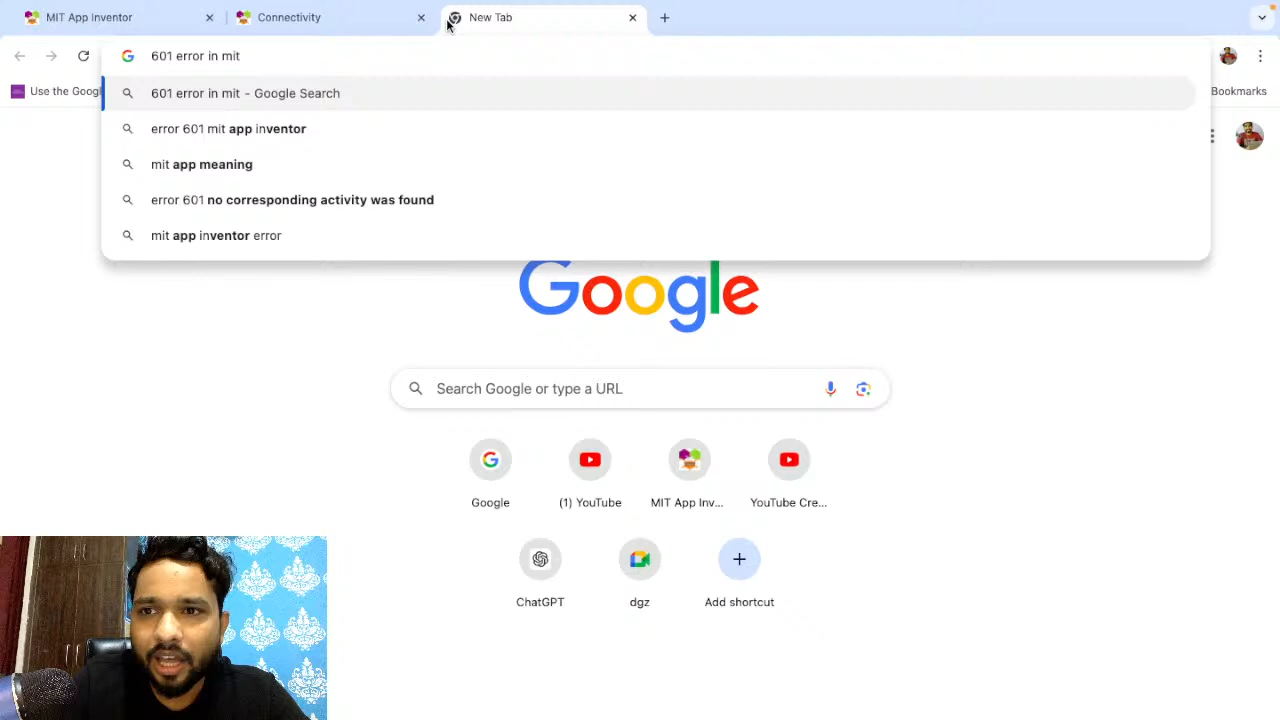 MIT App Inventor
Connectivity
New Tab
601 error in mit
601 error in mit - Google Search
Use the Googl
Bookmarks
error 601 mit app inventor
mit app meaning
error 601 no corresponding activity was found
mit app inventor error
Google
Search Google or type a URL
Google
(1) YouTube
MIT App Inv...
YouTube Cre...
ChatGPT
dgz
Add shortcut